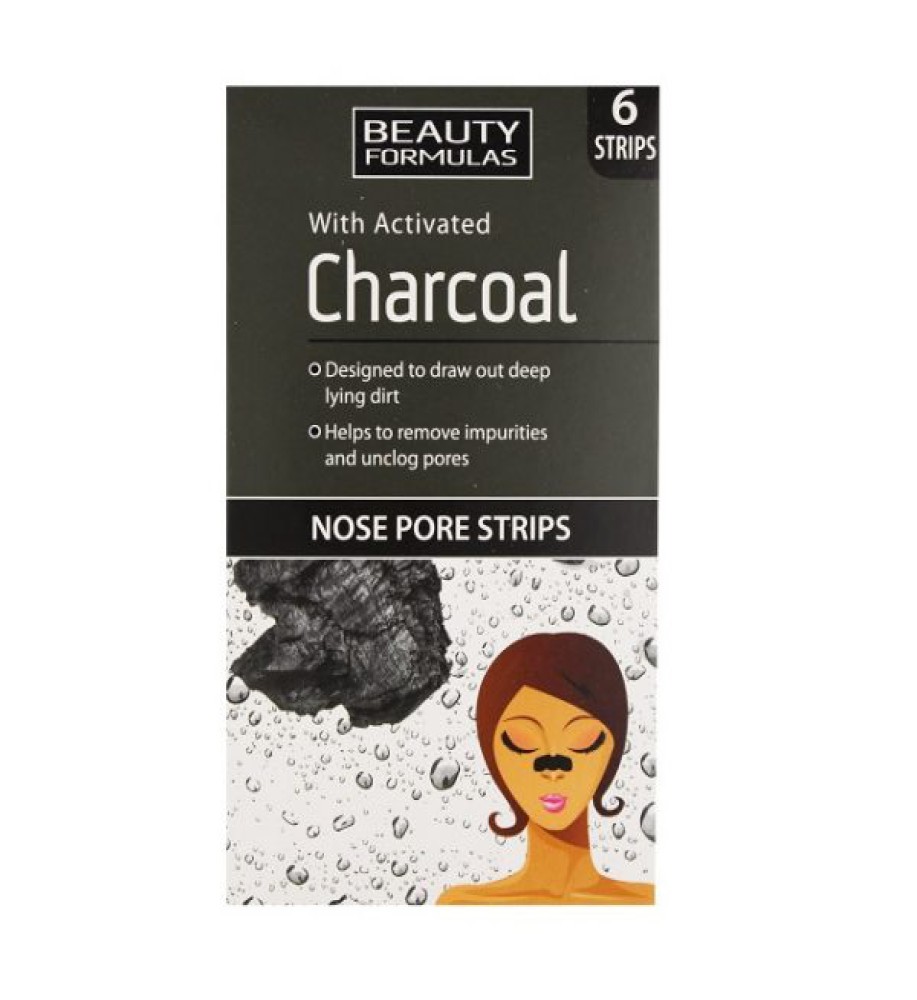 BEAUTY
FORMULAS
6
STRIPS
With Activated
Charcoal
Designed to draw out deep
lying dirt
Helps to remove impurities
and unclog pores
NOSE PORE STRIPS